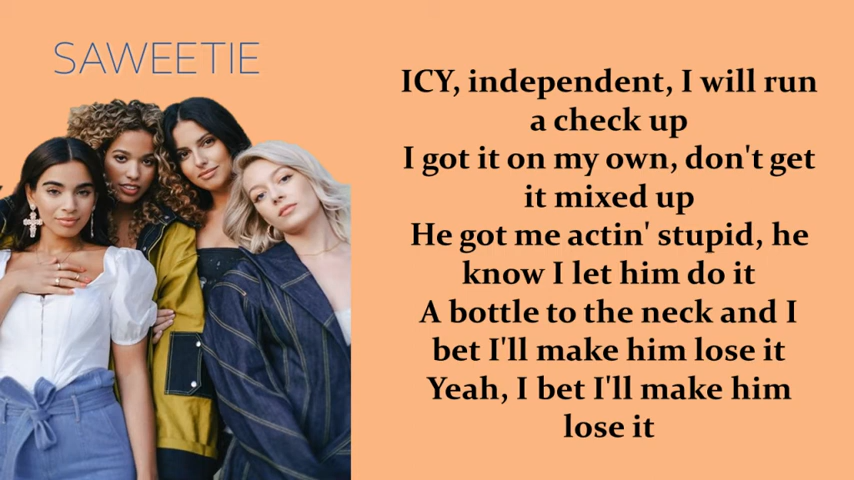 SAWEETIE
ICY, independent, I will run
a check up
I got it on my own, don't get
it mixed up
He got me actin' stupid, he
know I let him do it
A bottle to the neck and I
bet I'll make him lose it
Yeah, I bet I'll make him
lose it